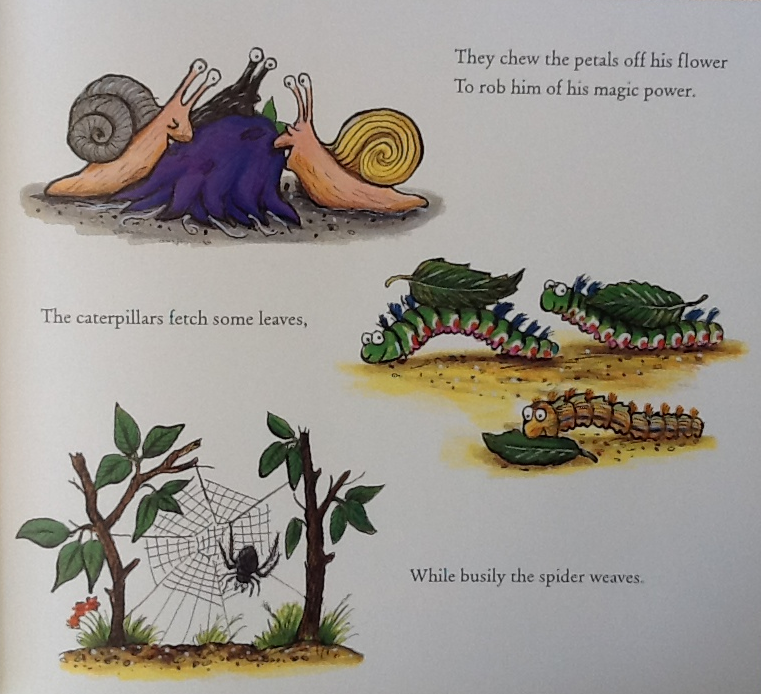 They chew the petals off his flower
To rob him of his magic power.
The caterpillars fetch some leaves,
While busily the spider weaves.